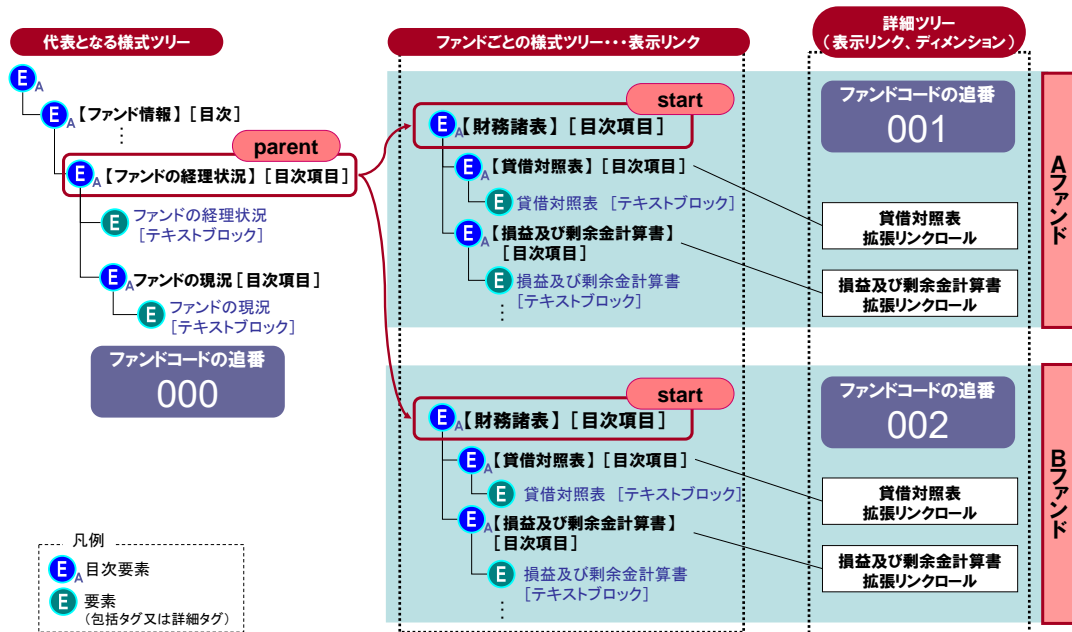 代表となる様式ツリー
E A
E A 【ファンド情報】［目次］
⋮
parent
E A 【ファンドの経理状況】［目次項目］
E ファンドの経理状況
［テキストブロック］
E A ファンドの現況［目次項目］
E ファンドの現況
［テキストブロック］
ファンドコードの追番
000
凡例
E A 目次要素
E 要素
（包括タグ又は詳細タグ）
ファンドごとの様式ツリー・・・表示リンク
start
E A 【財務諸表】［目次項目］
E A 【貸借対照表】［目次項目］
E 貸借対照表 ［テキストブロック］
E A 【損益及び剰余金計算書】
［目次項目］
E 損益及び剰余金計算書
［テキストブロック］
⋮
start
E A 【財務諸表】［目次項目］
E A 【貸借対照表】［目次項目］
E 貸借対照表 ［テキストブロック］
E A 【損益及び剰余金計算書】
［目次項目］
E 損益及び剰余金計算書
［テキストブロック］
⋮
詳細ツリー
（表示リンク、ディメンション）
ファンドコードの追番
001
貸借対照表
拡張リンクロール
損益及び剰余金計算書
拡張リンクロール
Aファンド
ファンドコードの追番
002
貸借対照表
拡張リンクロール
損益及び剰余金計算書
拡張リンクロール
Bファンド